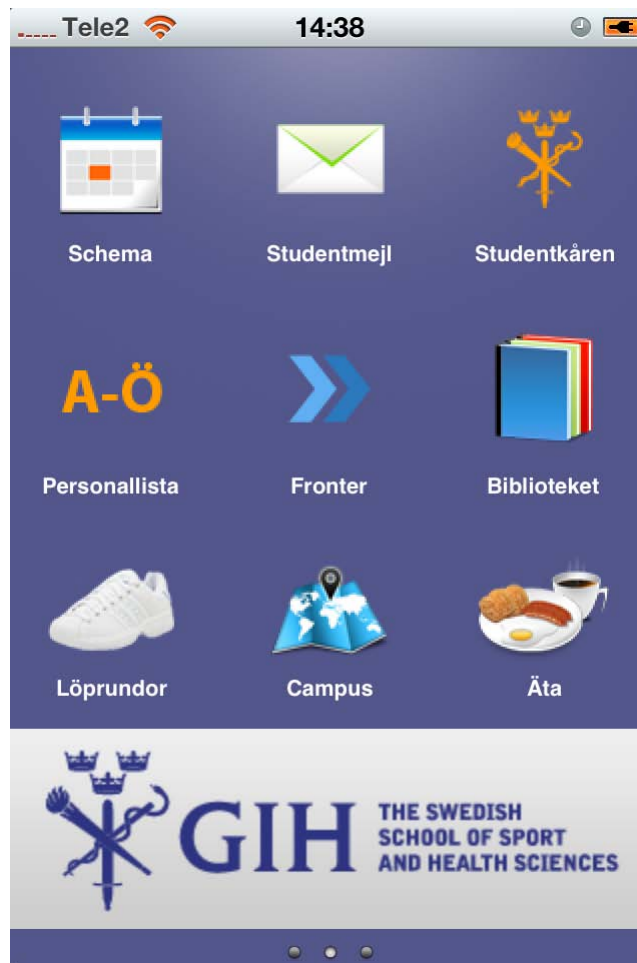 Tele2 14:38
Schema Studentmejl Studentkåren
A-Ö
Personallista Fronter Biblioteket
Löprundor Campus Äta
GIH THE SWEDISH
SCHOOL OF SPORT
AND HEALTH SCIENCES